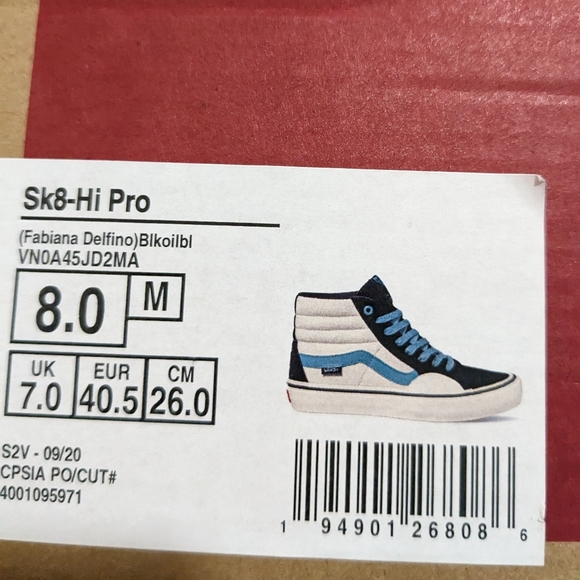 Sk8-Hi Pro
(Fabiana Delfino)Blkoilbl
VN0A45JD2MA
8.0 M
UK EUR CM
7.0 40.5 26.0
S2V - 09/20
CPSIA PO/CUT#
4001095971
1 94901 26808 6